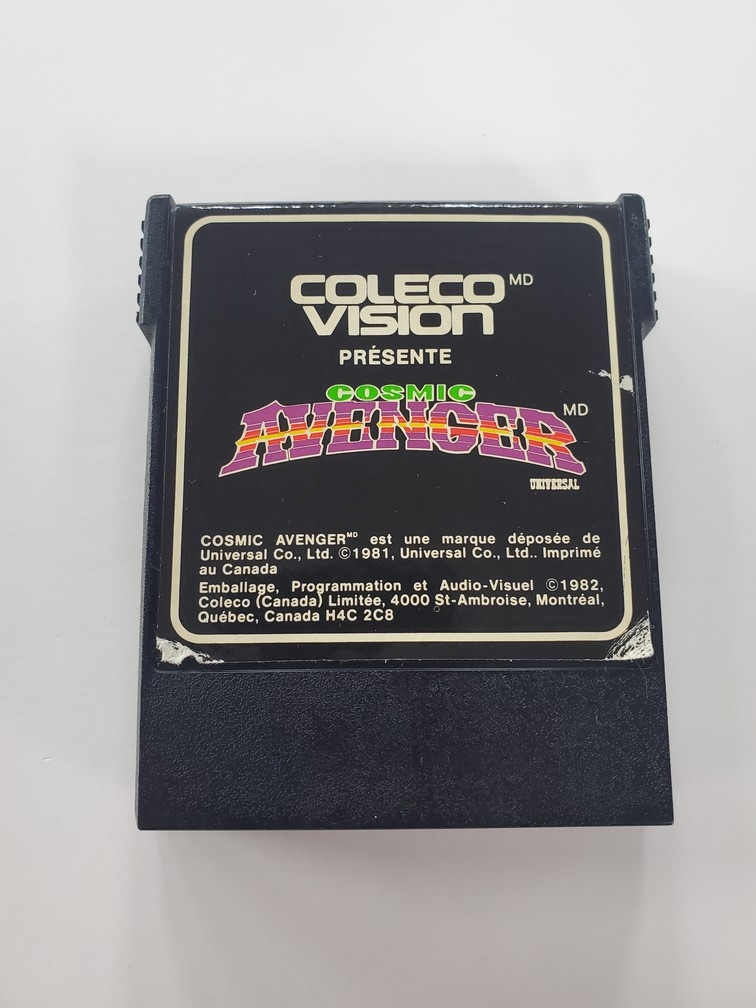 COLECO MD
VISION
PRÉSENTE
COSMIC
AVENGER MD
UNIVERSAL
COSMIC AVENGERMD est une marque déposée de
Universal Co., Ltd. ©1981, Universal Co., Ltd.. Imprimé
au Canada
Emballage, Programmation et Audio-Visuel ©1982,
Coleco (Canada) Limitée, 4000 St-Ambroise, Montréal,
Québec, Canada H4C 2C8